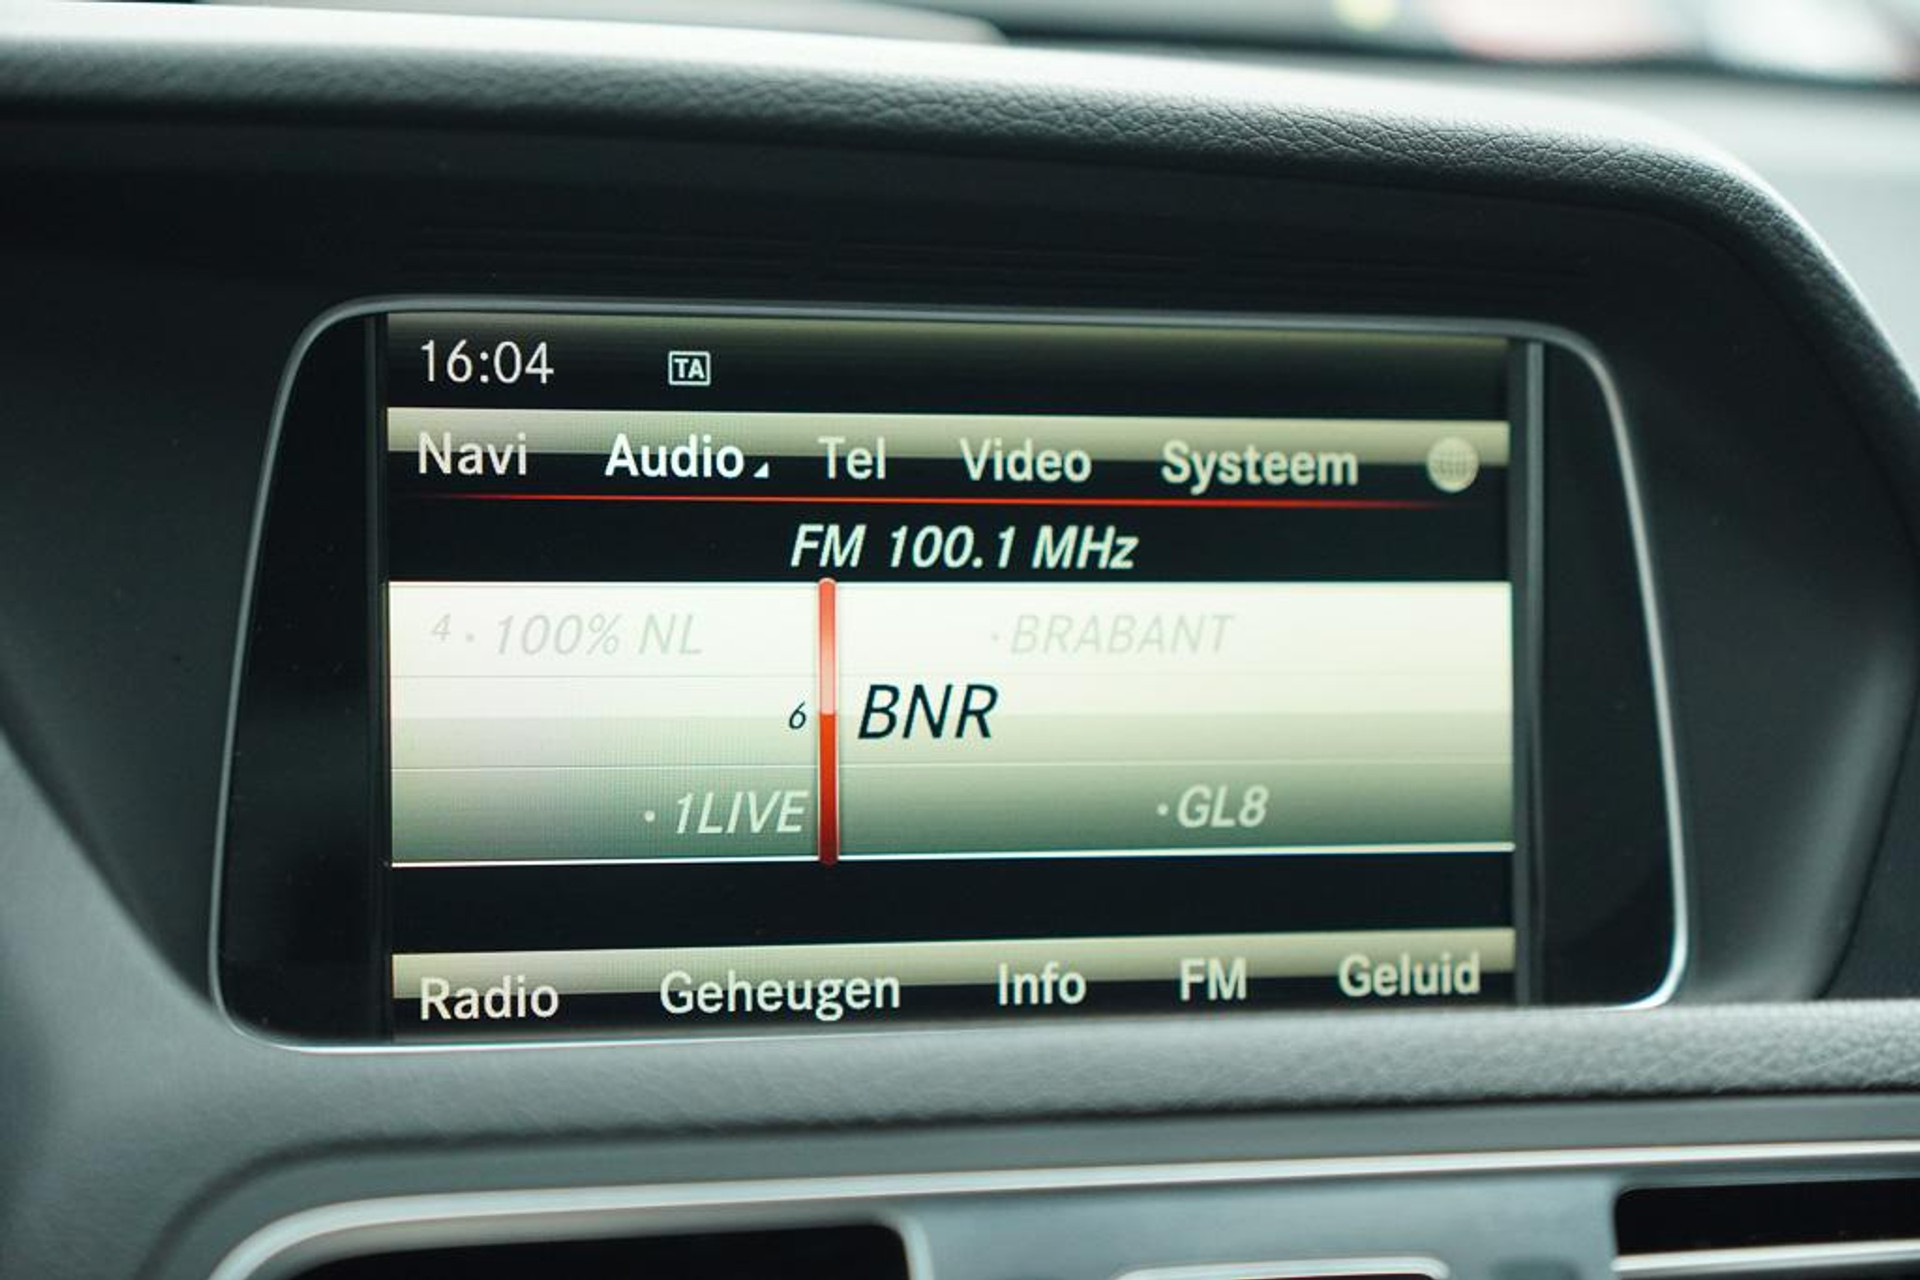 16:04 TA
Navi Audio Tel Video Systeem
FM 100.1 MHz
4 · 100% NL · BRABANT
6 BNR
· 1LIVE · GL8
Radio Geheugen Info FM Geluid